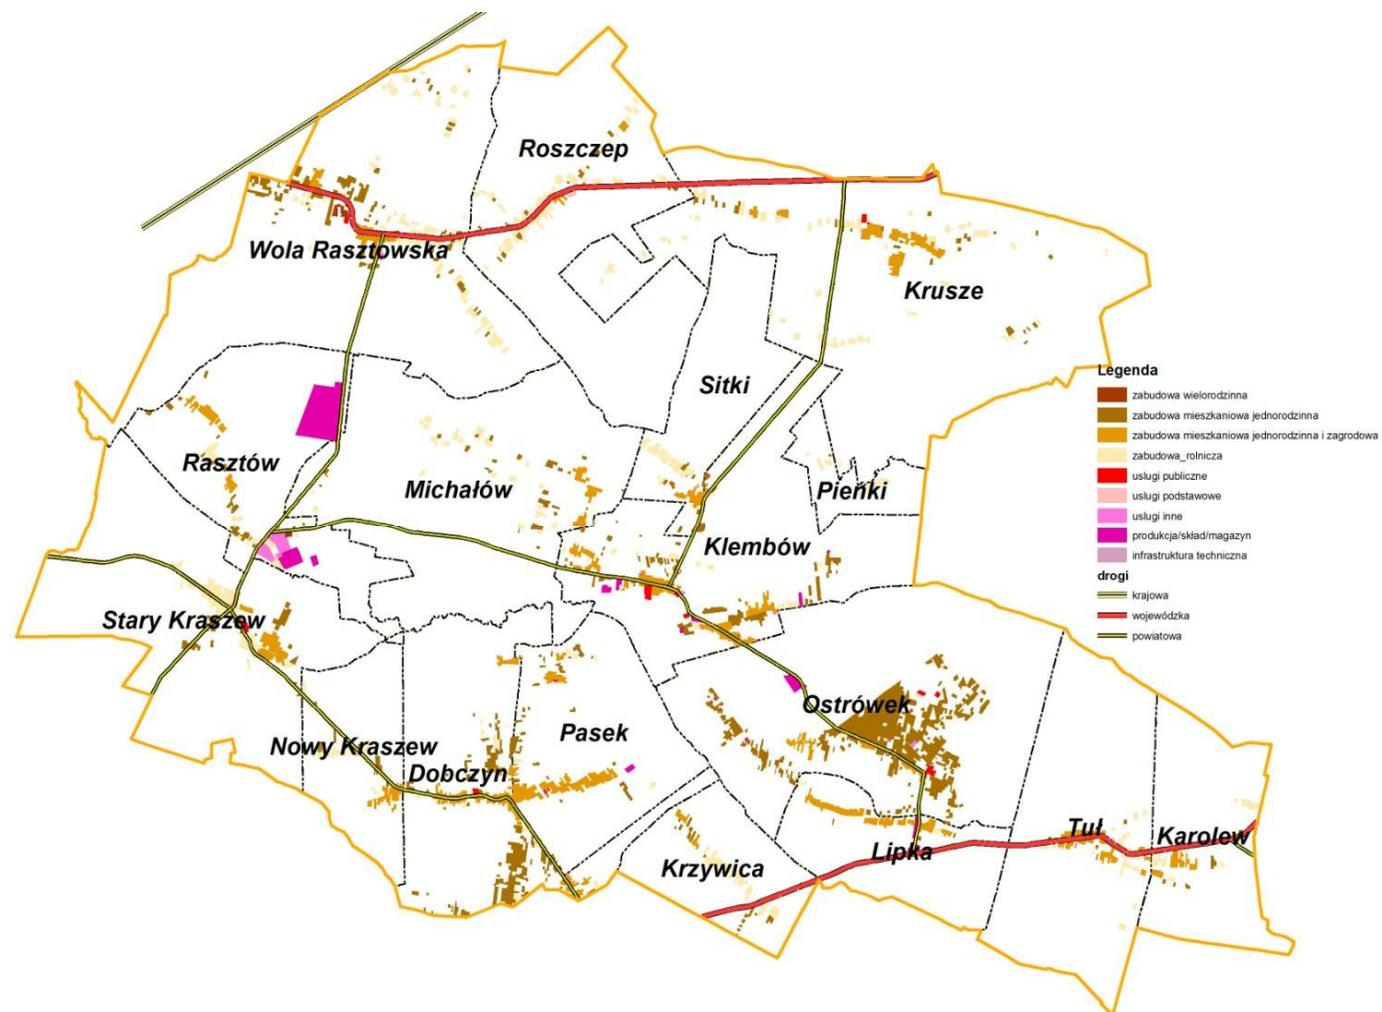 Roszczep
Wola Rasztowska
Krusze
Sitki
Legenda
zabudowa wielorodzinna
zabudowa mieszkaniowa jednorodzinna
zabudowa mieszkaniowa jednorodzinna i zagrodowa
zabudowa_rolnicza
usługi publiczne
usługi podstawowe
usługi inne
produkcja/skład/magazyn
infrastruktura techniczna
drogi
krajowa
wojewódzka
powiatowa
Rasztów
Michałów
Pieńki
Klembów
Stary Kraszew
Ostrówek
Pasek
Nowy Kraszew
Dobczyn
Tuł
Karolew
Lipka
Krzywica